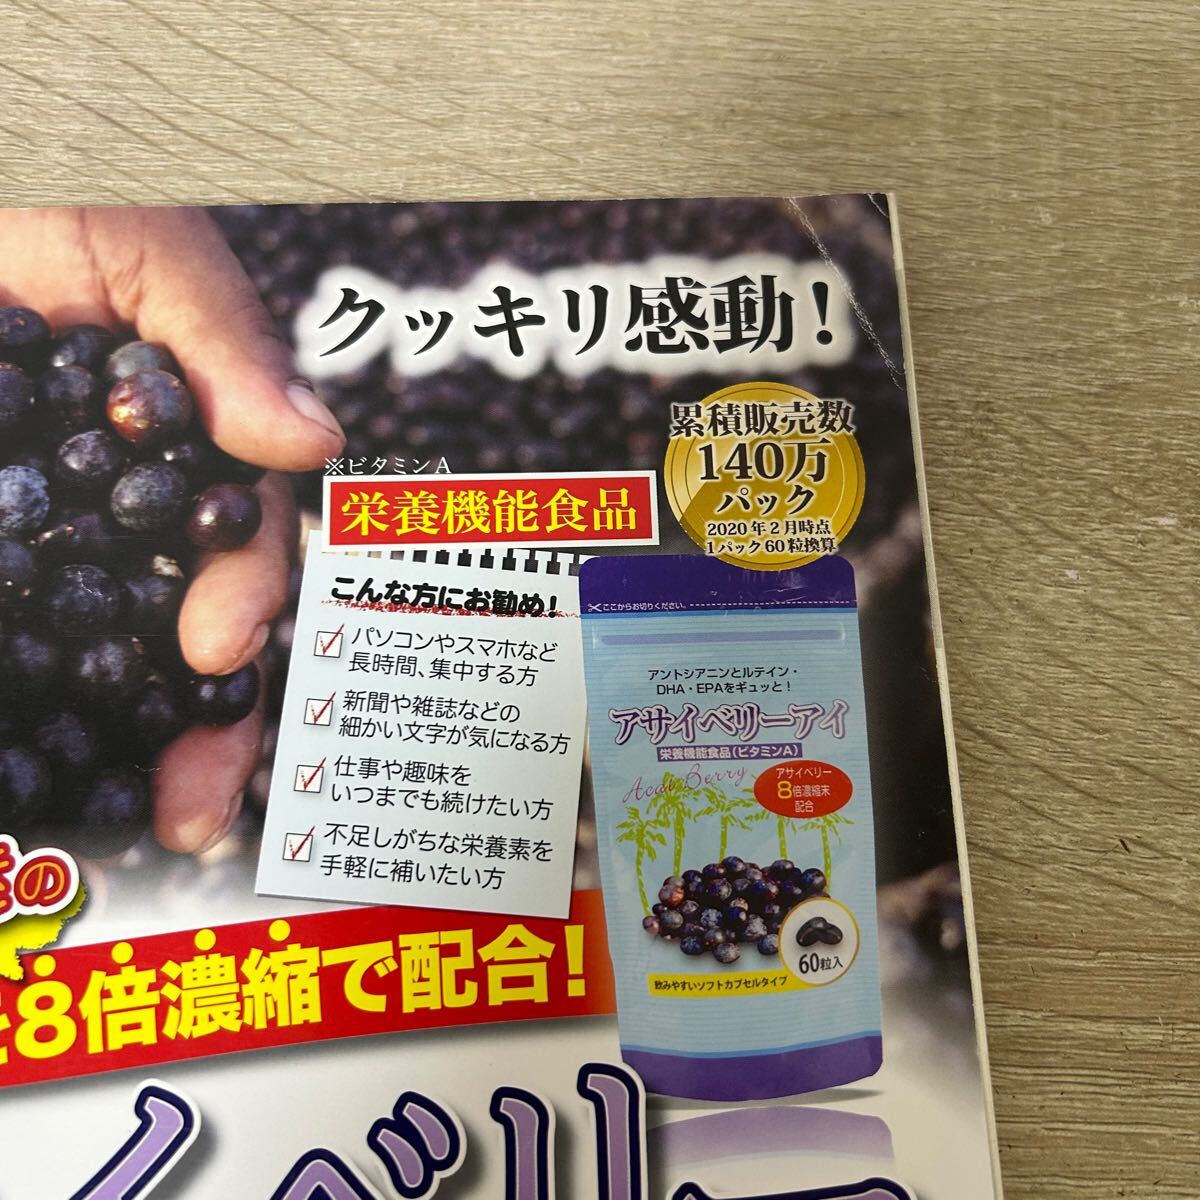 クッキリ感動！
累積販売数
140万
パック
2020年2月時点
1パック60粒換算
※ビタミンA
栄養機能食品
こんな方にお勧め！
パソコンやスマホなど
長時間、集中する方
新聞や雑誌などの
細かい文字が気になる方
仕事や趣味を
いつまでも続けたい方
不足しがちな栄養素を
手軽に補いたい方
ここからお切りください。
アントシアニンとルテイン・
DHA・EPAをギュッと！
アサイベリーアイ
栄養機能食品(ビタミンA)
Acai Berry
アサイベリー
8倍濃縮末
配合
60粒入
飲みやすいソフトカプセルタイプ
きの
を8倍濃縮で配合！
イベリー